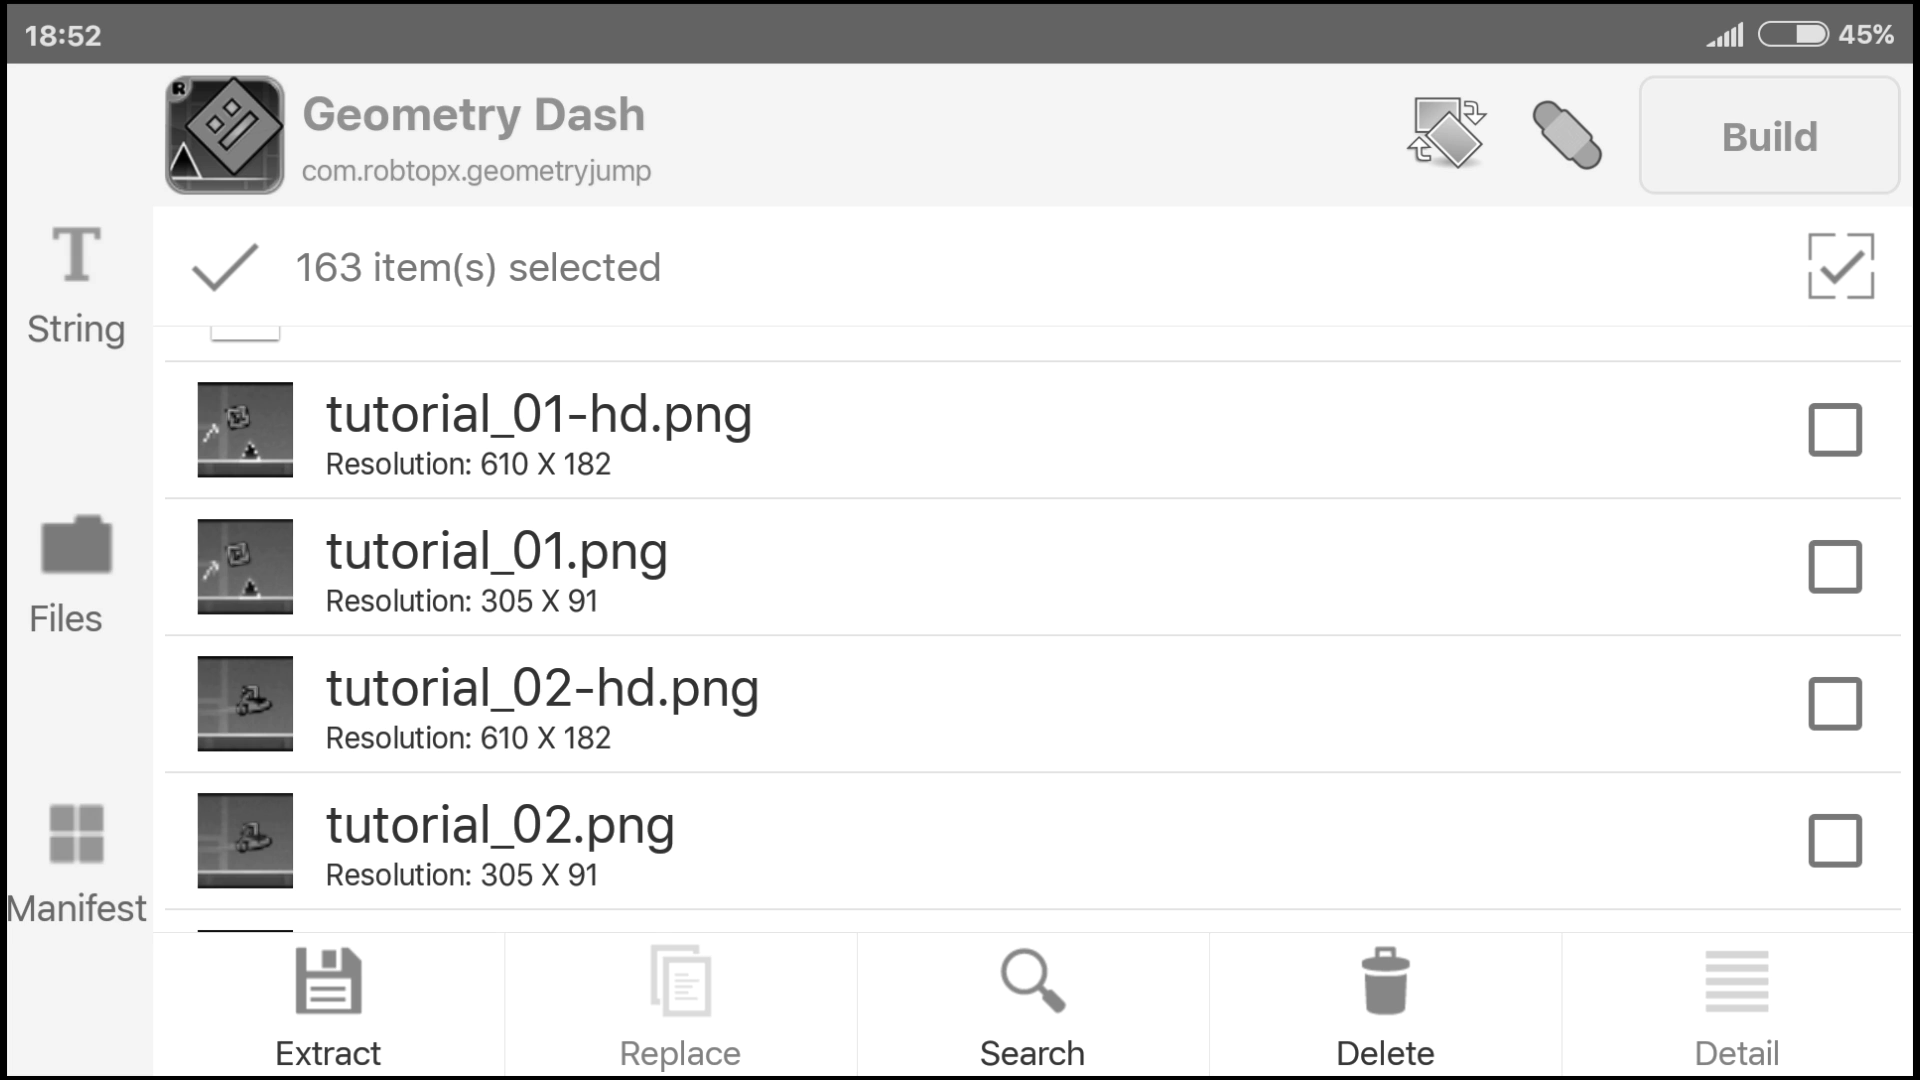 18:52
45%
Geometry Dash
com.robtopx.geometryjump
Build
163 item(s) selected
String
Files
Manifest
tutorial_01-hd.png
Resolution: 610 X 182
tutorial_01.png
Resolution: 305 X 91
tutorial_02-hd.png
Resolution: 610 X 182
tutorial_02.png
Resolution: 305 X 91
Extract
Replace
Search
Delete
Detail